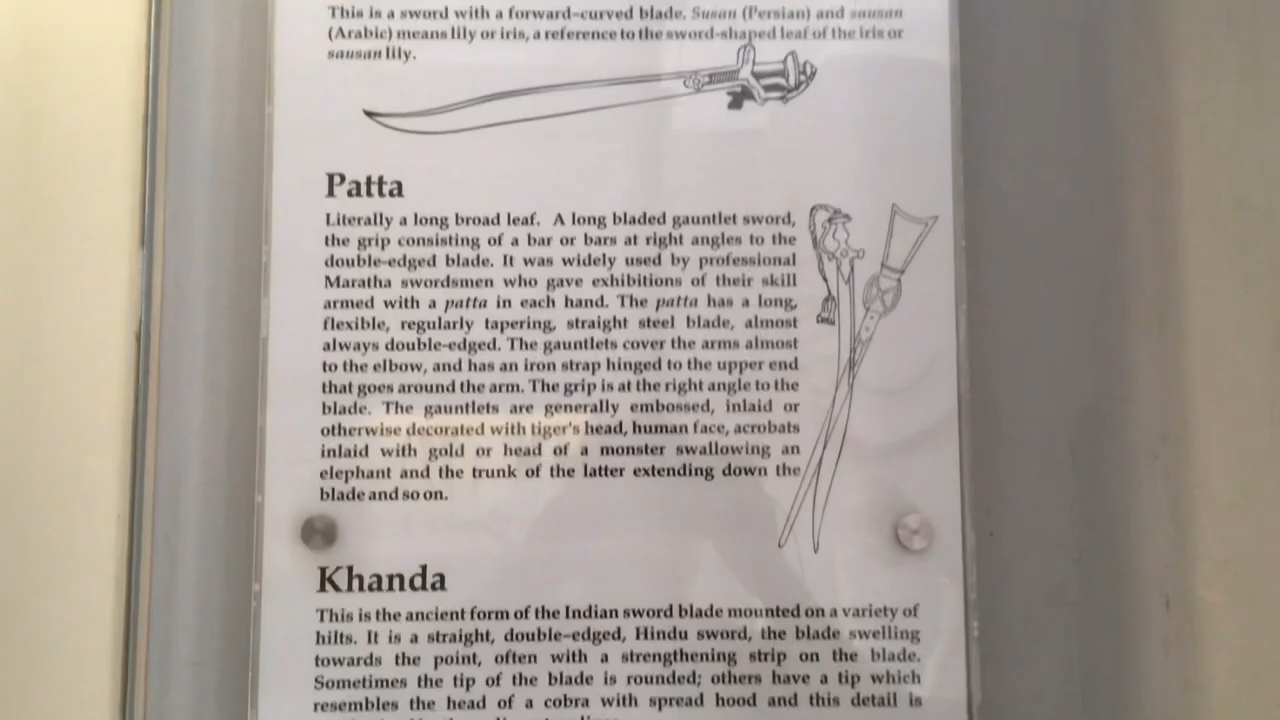 This is a sword with a forward-curved blade. Susan (Persian) and sausan
(Arabic) means lily or iris, a reference to the sword-shaped leaf of the iris or
sausan lily.
Patta
Literally a long broad leaf. A long bladed gauntlet sword,
the grip consisting of a bar or bars at right angles to the
double-edged blade. It was widely used by professional
Maratha swordsmen who gave exhibitions of their skill
armed with a patta in each hand. The patta has a long,
flexible, regularly tapering, straight steel blade, almost
always double-edged. The gauntlets cover the arms almost
to the elbow, and has an iron strap hinged to the upper end
that goes around the arm. The grip is at the right angle to the
blade. The gauntlets are generally embossed, inlaid or
otherwise decorated with tiger's head, human face, acrobats
inlaid with gold or head of a monster swallowing an
elephant and the trunk of the latter extending down the
blade and so on.
Khanda
This is the ancient form of the Indian sword blade mounted on a variety of
hilts. It is a straight, double-edged, Hindu sword, the blade swelling
towards the point, often with a strengthening strip on the blade.
Sometimes the tip of the blade is rounded; others have a tip which
resembles the head of a cobra with spread hood and this detail is